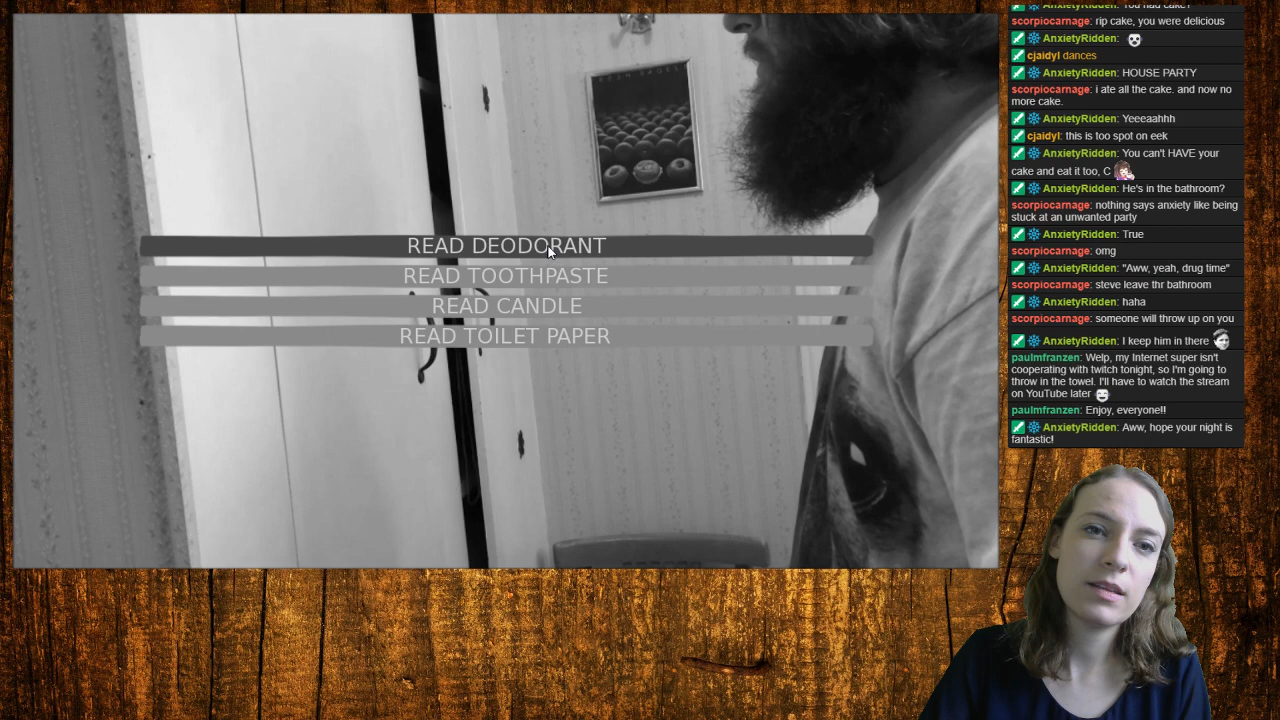 READ DEODORANT
READ TOOTHPASTE
READ CANDLE
READ TOILET PAPER
AnxietyRidden: You had cake?
scorpiocarnage: rip cake, you were delicious
AnxietyRidden:
cjaidyl dances
AnxietyRidden: HOUSE PARTY
scorpiocarnage: i ate all the cake. and now no
more cake.
AnxietyRidden: Yeeeaahhh
cjaidyl: this is too spot on eek
AnxietyRidden: You can't HAVE your
cake and eat it too, C
AnxietyRidden: He's in the bathroom?
scorpiocarnage: nothing says anxiety like being
stuck at an unwanted party
AnxietyRidden: True
scorpiocarnage: omg
AnxietyRidden: "Aww, yeah, drug time"
scorpiocarnage: steve leave thr bathroom
AnxietyRidden: haha
scorpiocarnage: someone will throw up on you
AnxietyRidden: I keep him in there
paulmfranzen: Welp, my Internet super isn't
cooperating with twitch tonight, so I'm going to
throw in the towel. I'll have to watch the stream
on YouTube later
paulmfranzen: Enjoy, everyone!!
AnxietyRidden: Aww, hope your night is
fantastic!